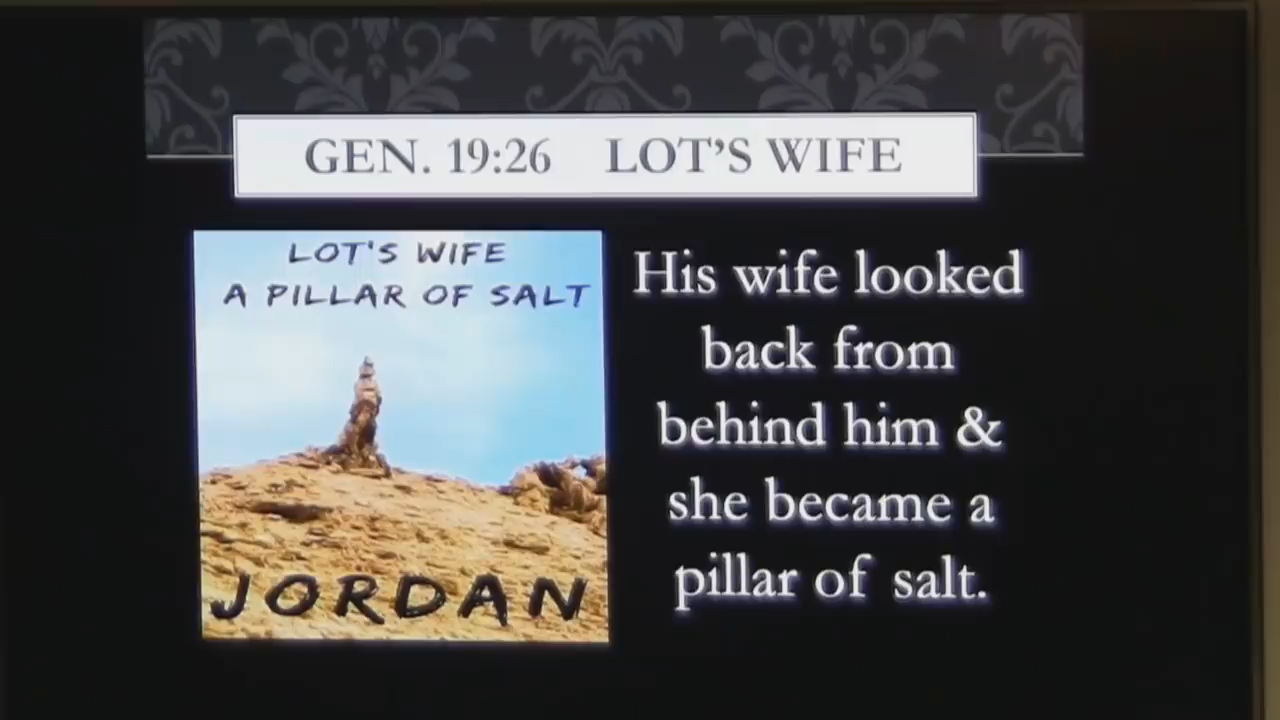 GEN. 19:26 LOT'S WIFE
LOT'S WIFE
A PILLAR OF SALT
JORDAN
His wife looked
back from
behind him &
she became a
pillar of salt.